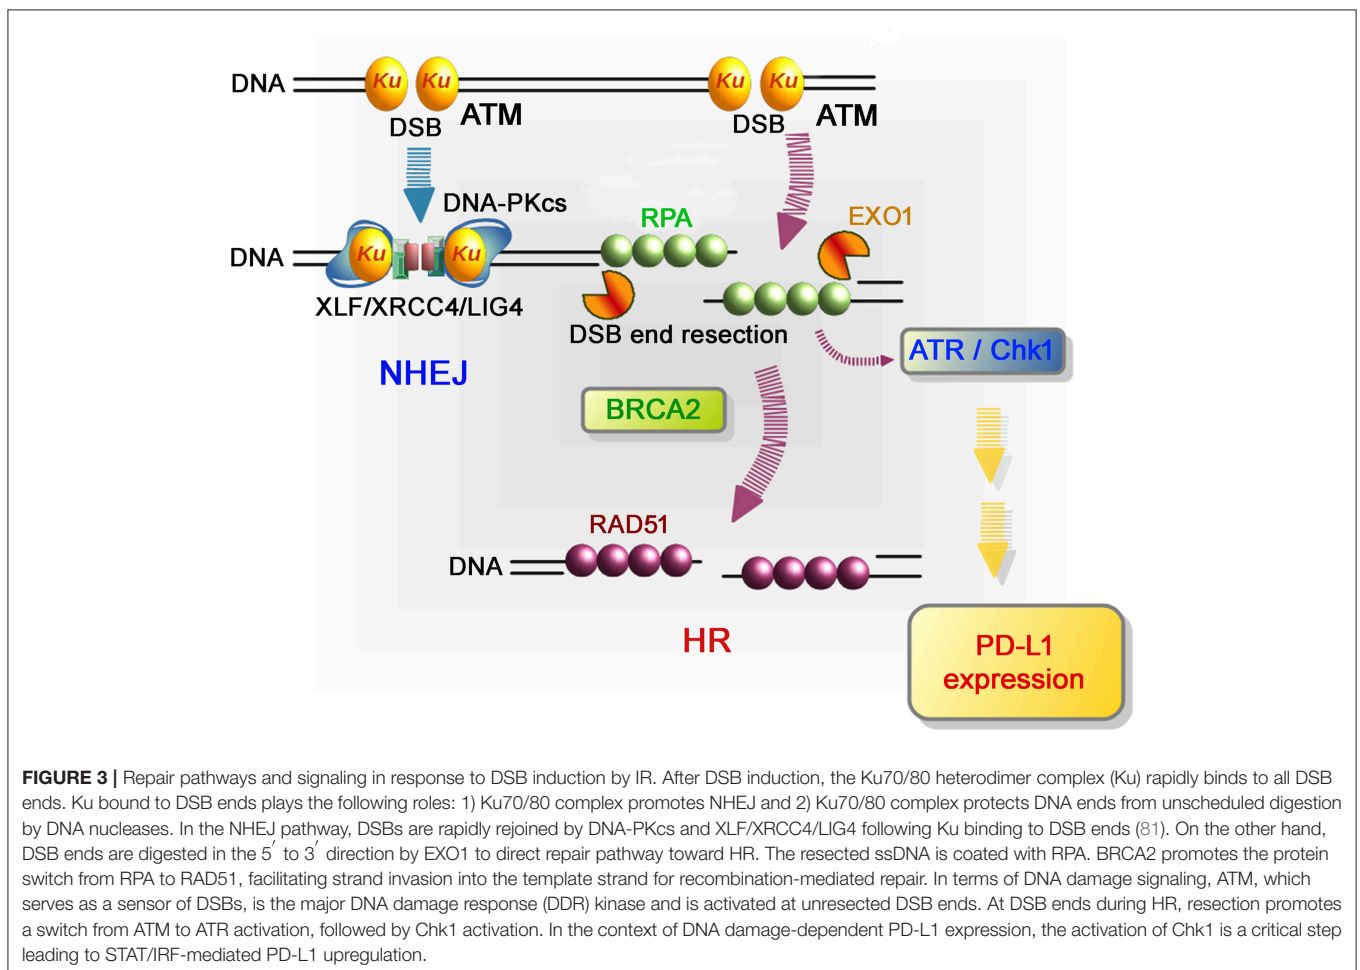 DNA Ku Ku Ku Ku
DSB ATM DSB ATM
DNA-PKcs
RPA EXO1
DNA Ku Ku
XLF/XRCC4/LIG4
DSB end resection
ATR / Chk1
NHEJ
BRCA2
RAD51
DNA
HR
PD-L1
expression
FIGURE 3 | Repair pathways and signaling in response to DSB induction by IR. After DSB induction, the Ku70/80 heterodimer complex (Ku) rapidly binds to all DSB
ends. Ku bound to DSB ends plays the following roles: 1) Ku70/80 complex promotes NHEJ and 2) Ku70/80 complex protects DNA ends from unscheduled digestion
by DNA nucleases. In the NHEJ pathway, DSBs are rapidly rejoined by DNA-PKcs and XLF/XRCC4/LIG4 following Ku binding to DSB ends (81). On the other hand,
DSB ends are digested in the 5′ to 3′ direction by EXO1 to direct repair pathway toward HR. The resected ssDNA is coated with RPA. BRCA2 promotes the protein
switch from RPA to RAD51, facilitating strand invasion into the template strand for recombination-mediated repair. In terms of DNA damage signaling, ATM, which
serves as a sensor of DSBs, is the major DNA damage response (DDR) kinase and is activated at unresected DSB ends. At DSB ends during HR, resection promotes
a switch from ATM to ATR activation, followed by Chk1 activation. In the context of DNA damage-dependent PD-L1 expression, the activation of Chk1 is a critical step
leading to STAT/IRF-mediated PD-L1 upregulation.